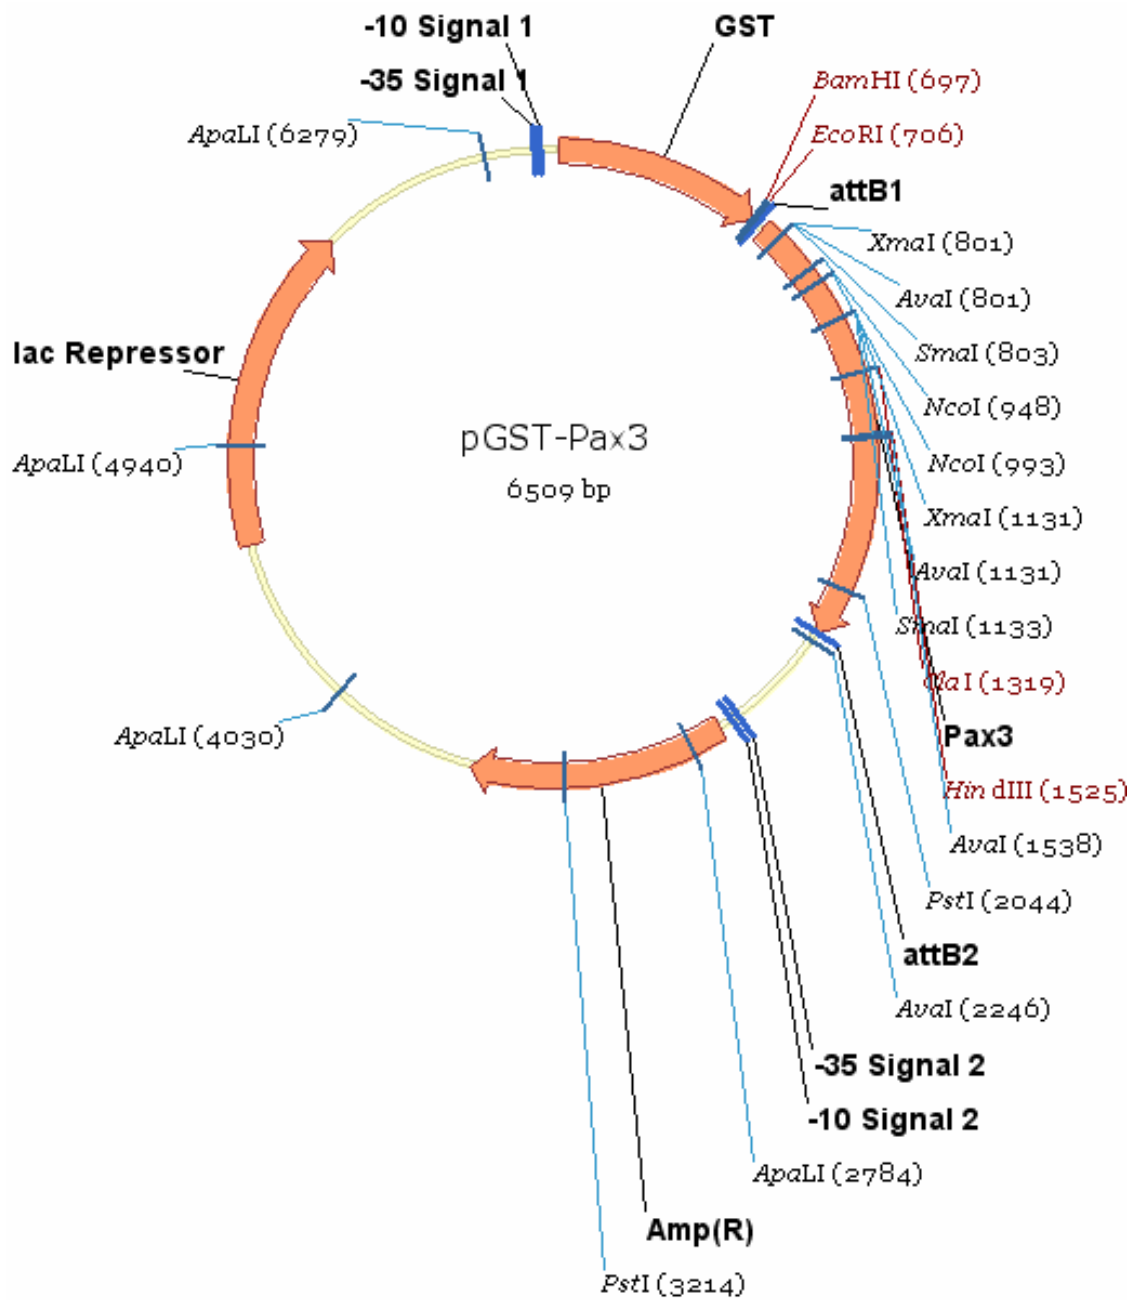 -10 Signal 1
GST
-35 Signal 1
BamHI (697)
ApaLI (6279)
EcoRI (706)
attB1
XmaI (801)
AvaI (801)
lac Repressor
SmaI (803)
NcoI (948)
pGST-Pax3
ApaLI (4940)
NcoI (993)
6509 bp
XmaI (1131)
AvaI (1131)
SmaI (1133)
ClaI (1319)
ApaLI (4030)
Pax3
Hin dIII (1525)
AvaI (1538)
PstI (2044)
attB2
AvaI (2246)
-35 Signal 2
-10 Signal 2
ApaLI (2784)
Amp(R)
PstI (3214)